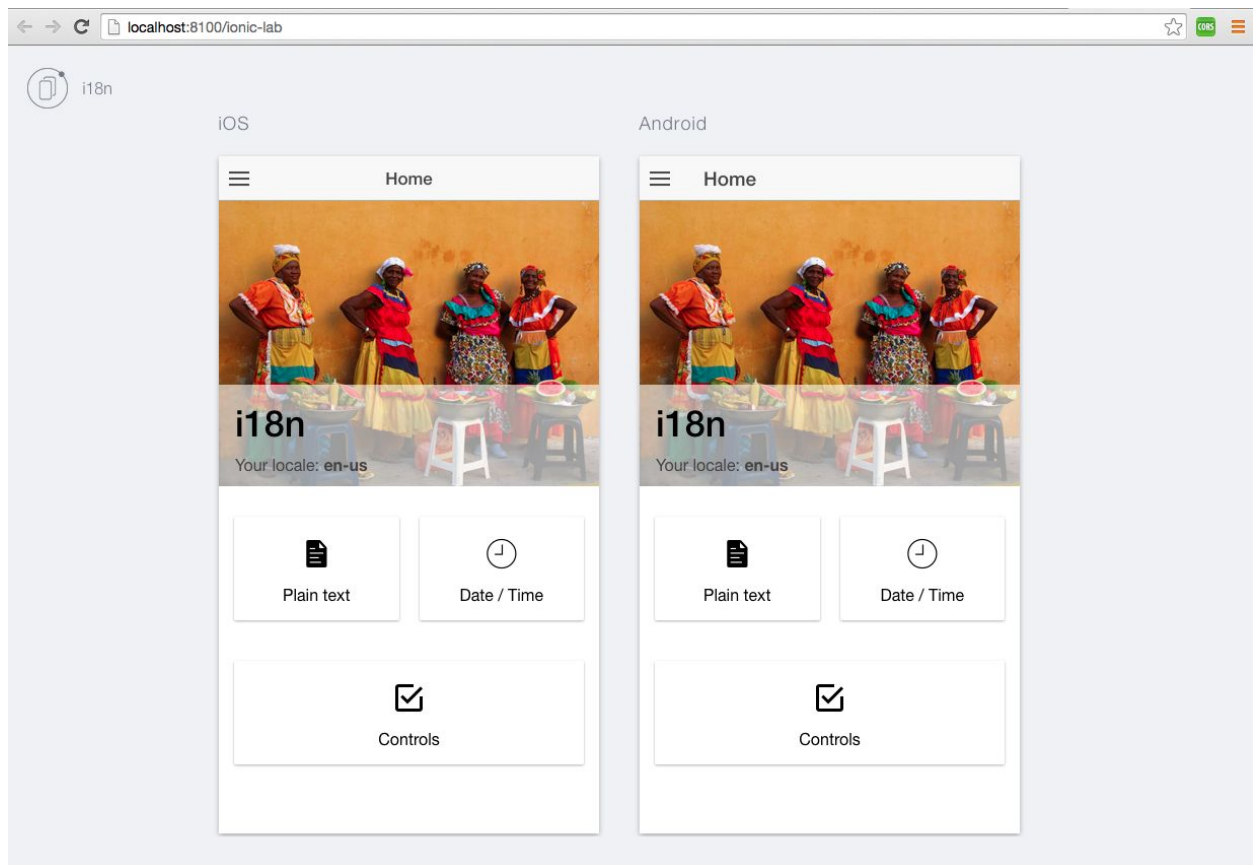 localhost:8100/ionic-lab
CORS
i18n
iOS
Android
Home
Home
i18n
Your locale: en-us
i18n
Your locale: en-us
Plain text
Date / Time
Plain text
Date / Time
Controls
Controls